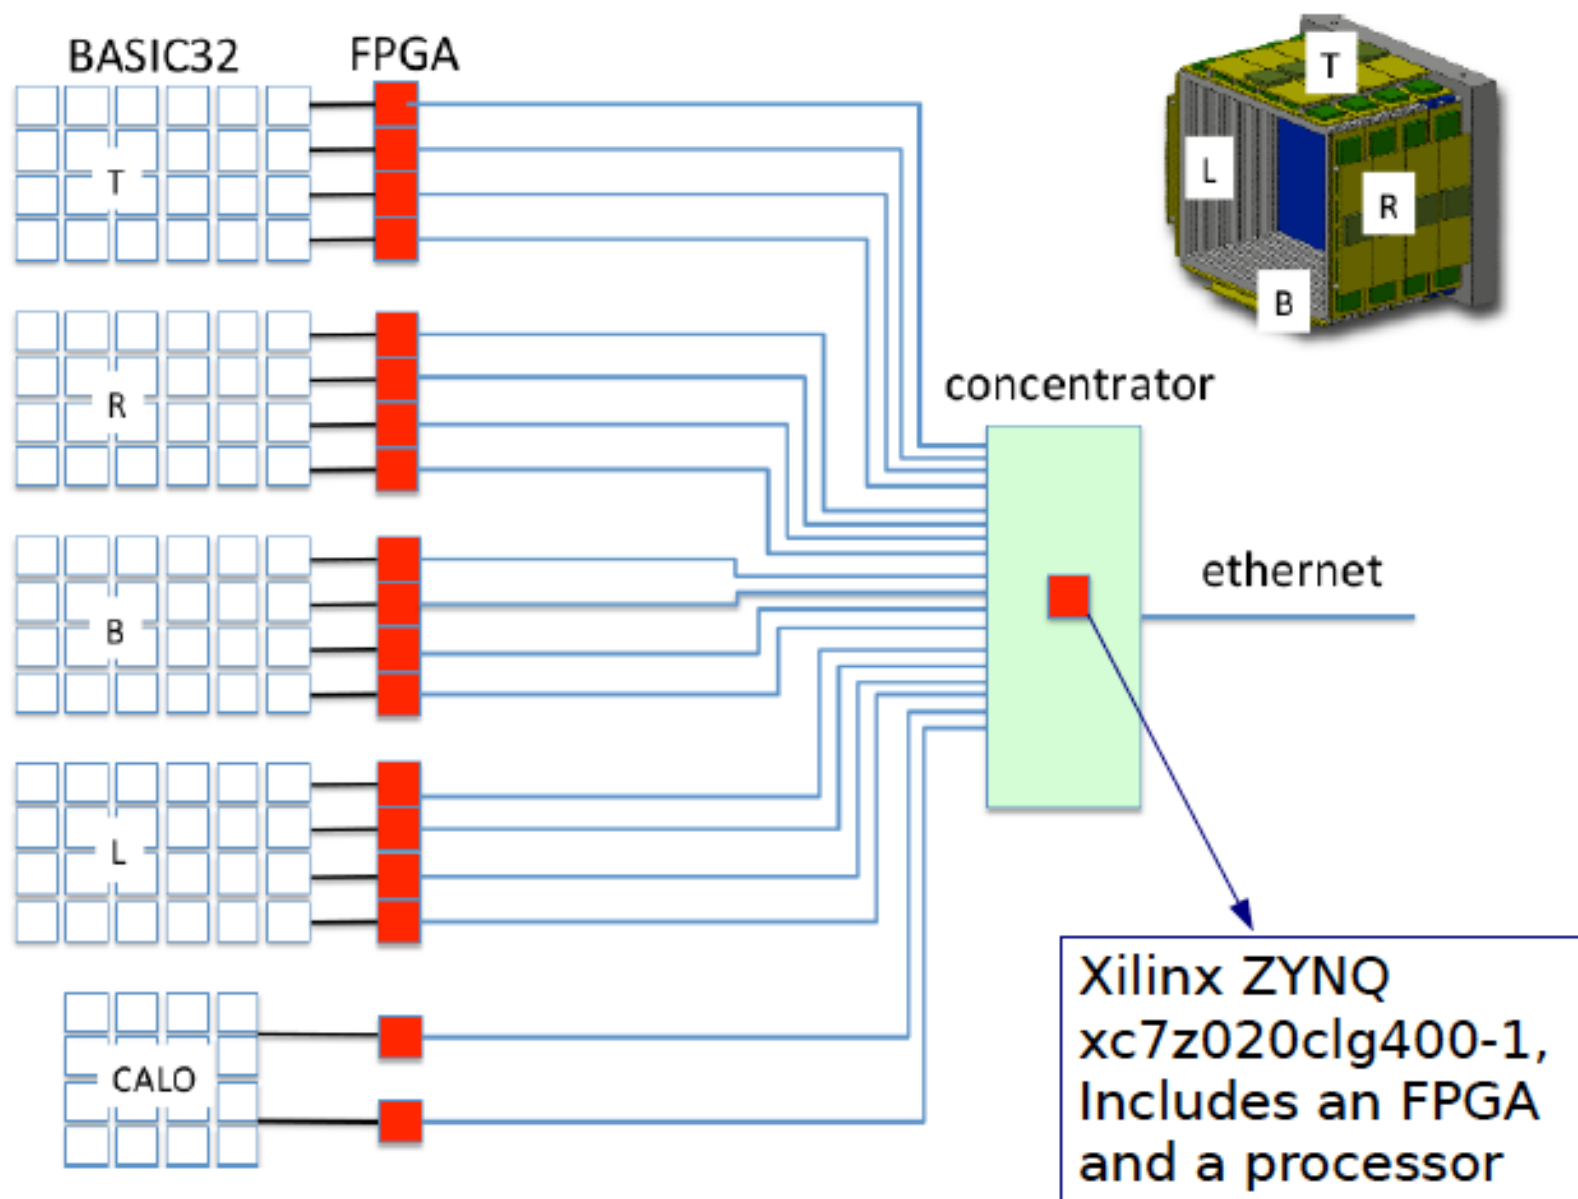 BASIC32
FPGA
T
R
B
L
CALO
concentrator
ethernet
T
L
R
B
Xilinx ZYNQ
xc7z020clg400-1,
Includes an FPGA
and a processor